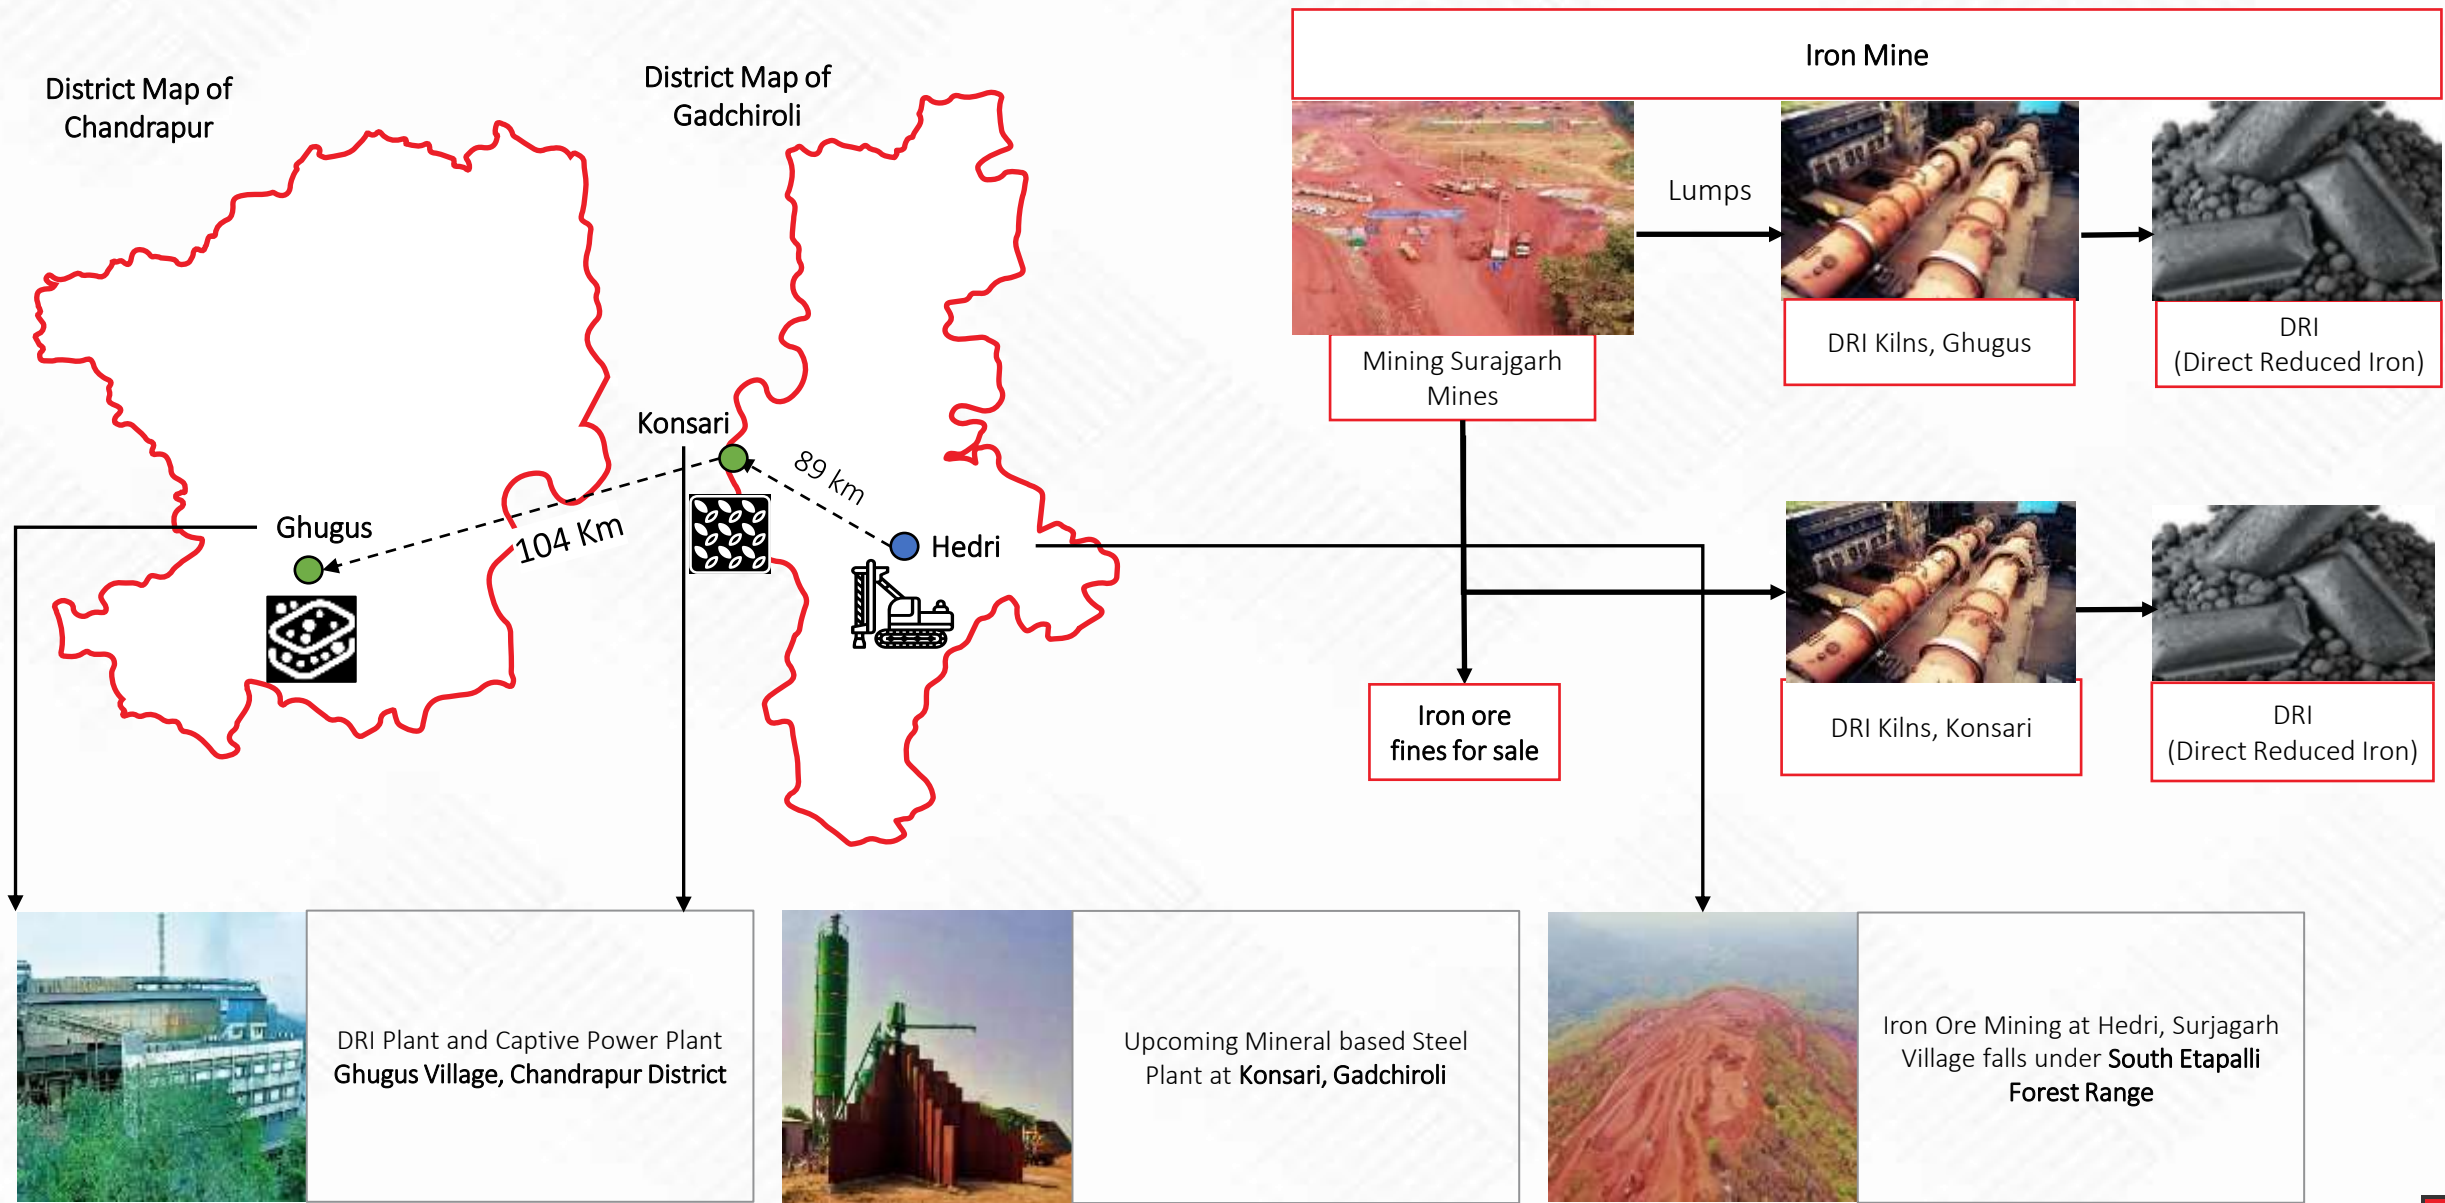 Iron Mine
District Map of
Chandrapur
District Map of
Gadchiroli
Lumps
DRI Kilns, Ghugus
DRI
(Direct Reduced Iron)
Mining Surajgarh
Mines
Konsari
89 km
Ghugus
104 Km
Hedri
Iron ore
fines for sale
DRI Kilns, Konsari
DRI
(Direct Reduced Iron)
DRI Plant and Captive Power Plant
Ghugus Village, Chandrapur District
Upcoming Mineral based Steel
Plant at Konsari, Gadchiroli
Iron Ore Mining at Hedri, Surjagarh
Village falls under South Etapalli
Forest Range